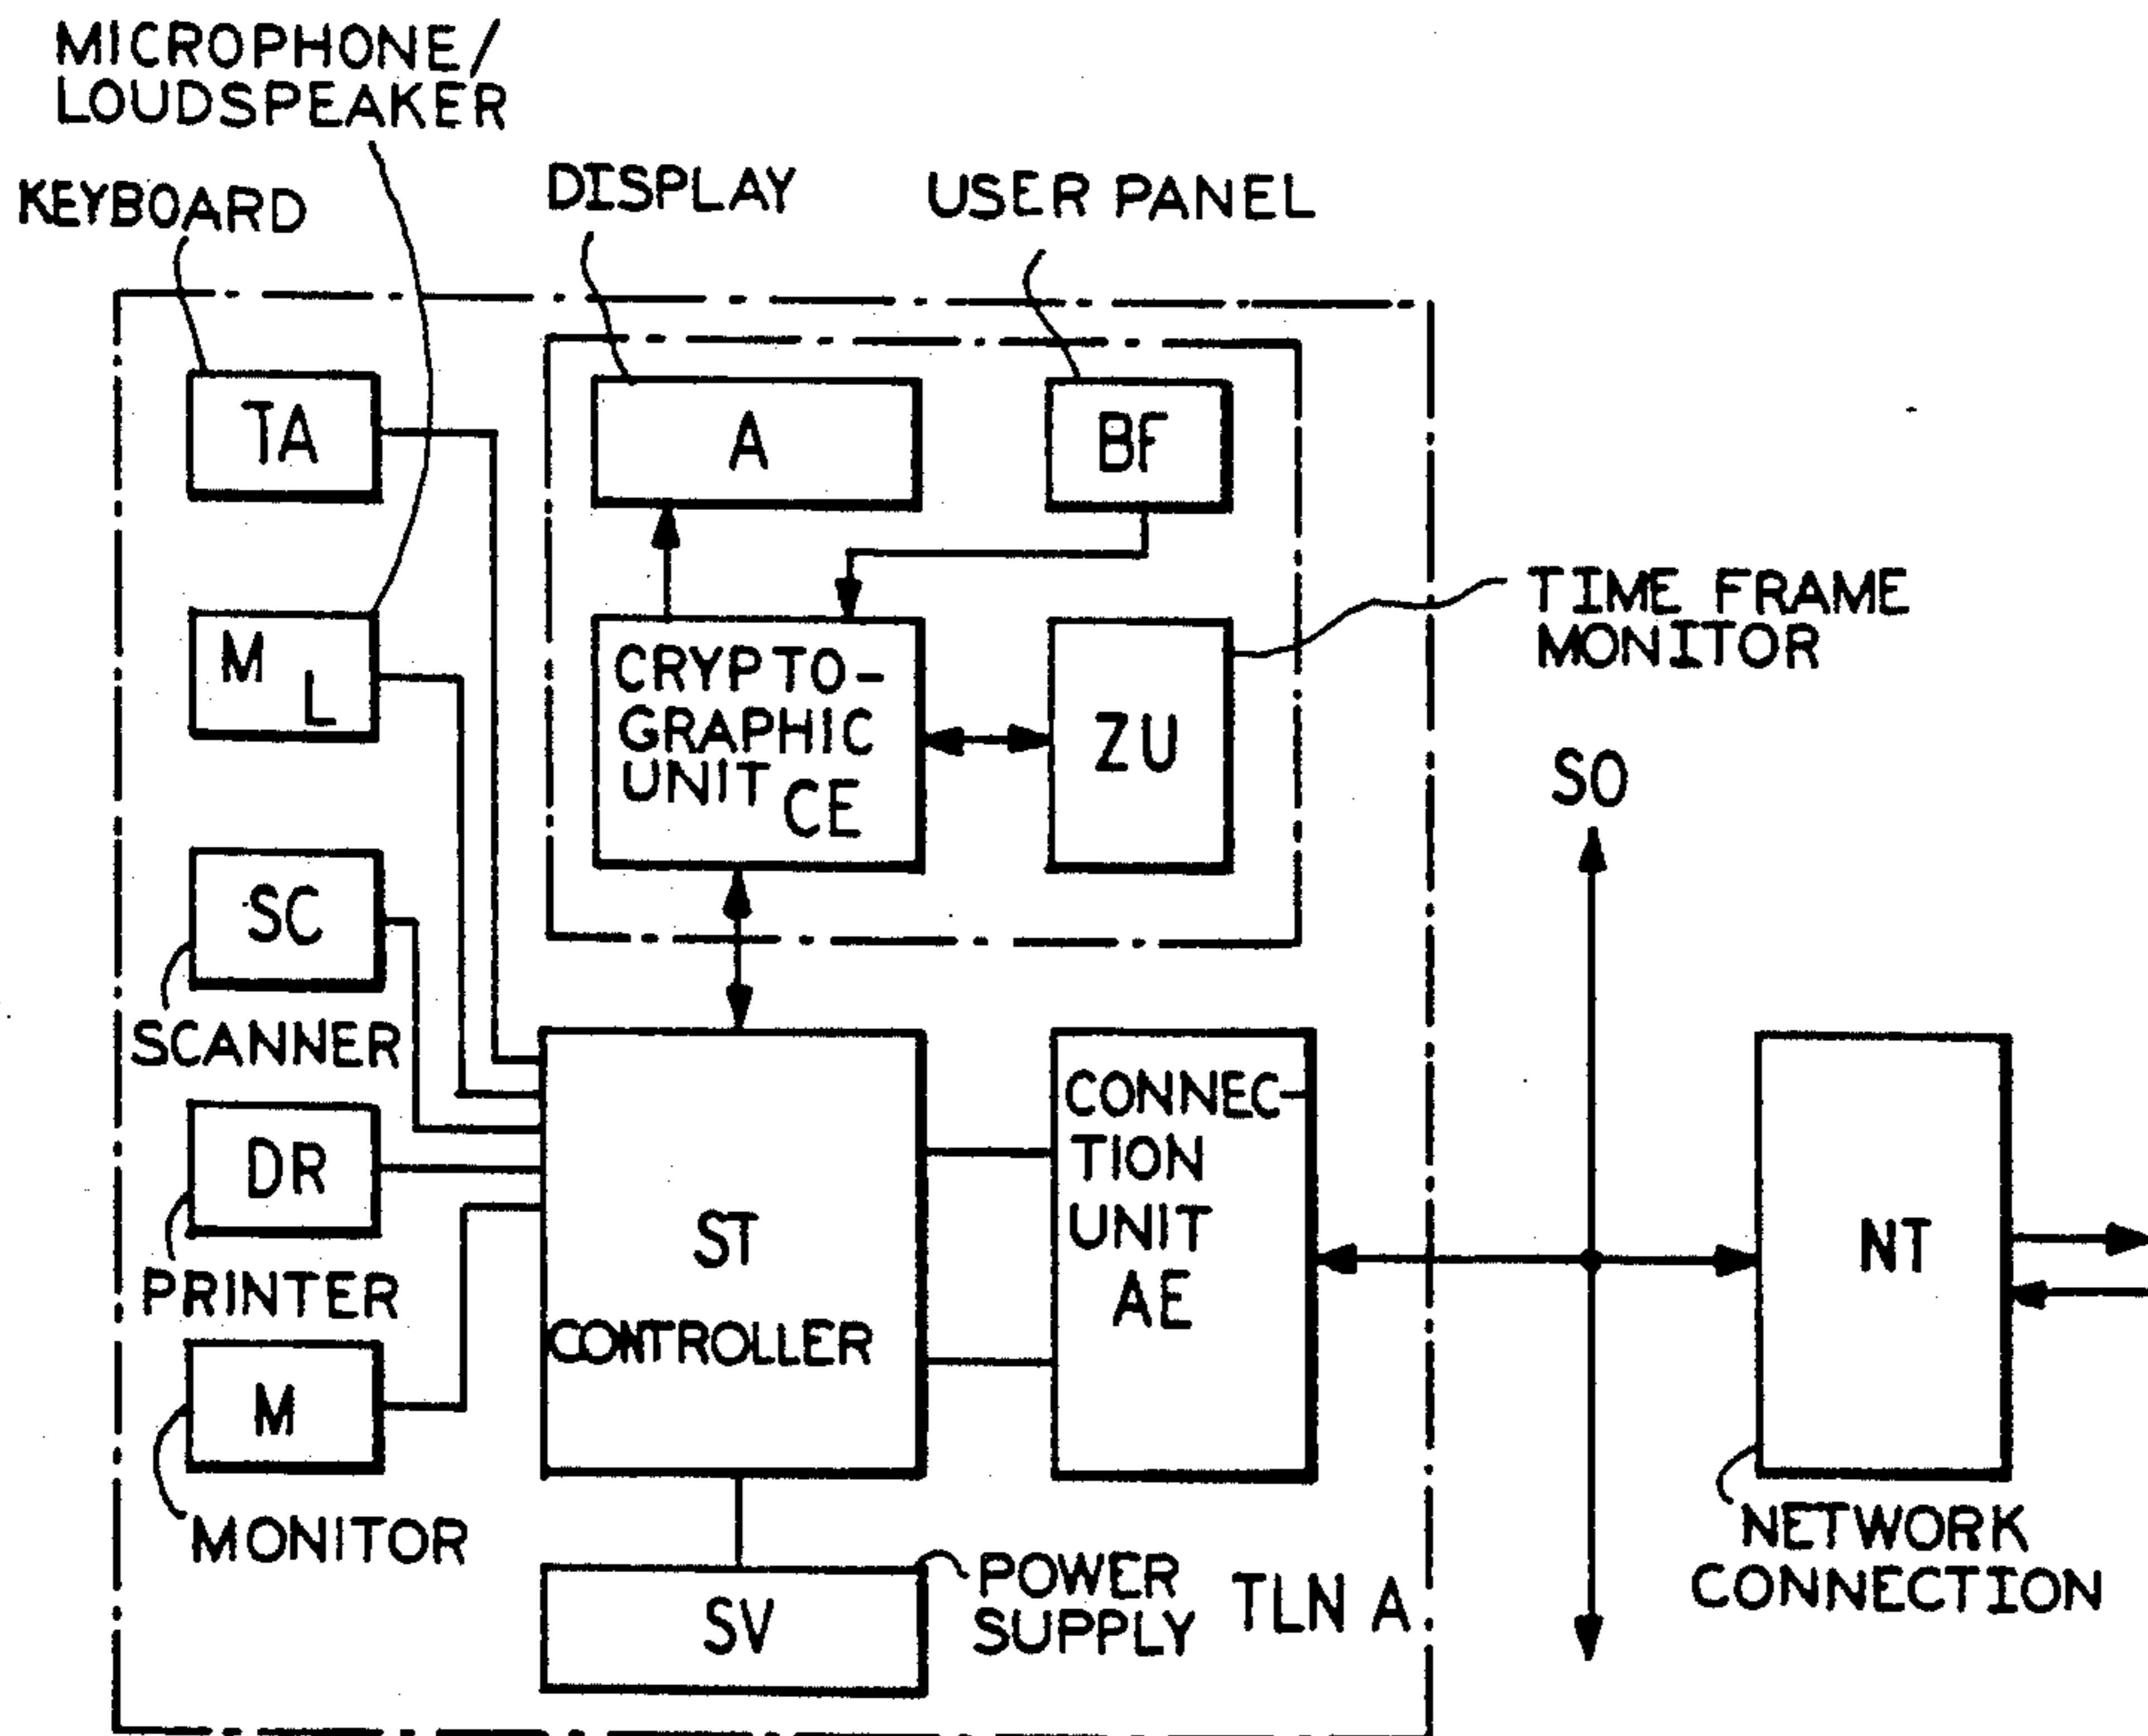 MICROPHONE/
LOUDSPEAKER
KEYBOARD
DISPLAY
USER PANEL
TA
A
BF
M
L
CRYPTO-
GRAPHIC
UNIT
CE
ZU
TIME FRAME
MONITOR
SO
SC
SCANNER
DR
PRINTER
M
MONITOR
ST
CONTROLLER
CONNEC-
TION
UNIT
AE
NT
NETWORK
CONNECTION
SV
POWER
SUPPLY
TLN A